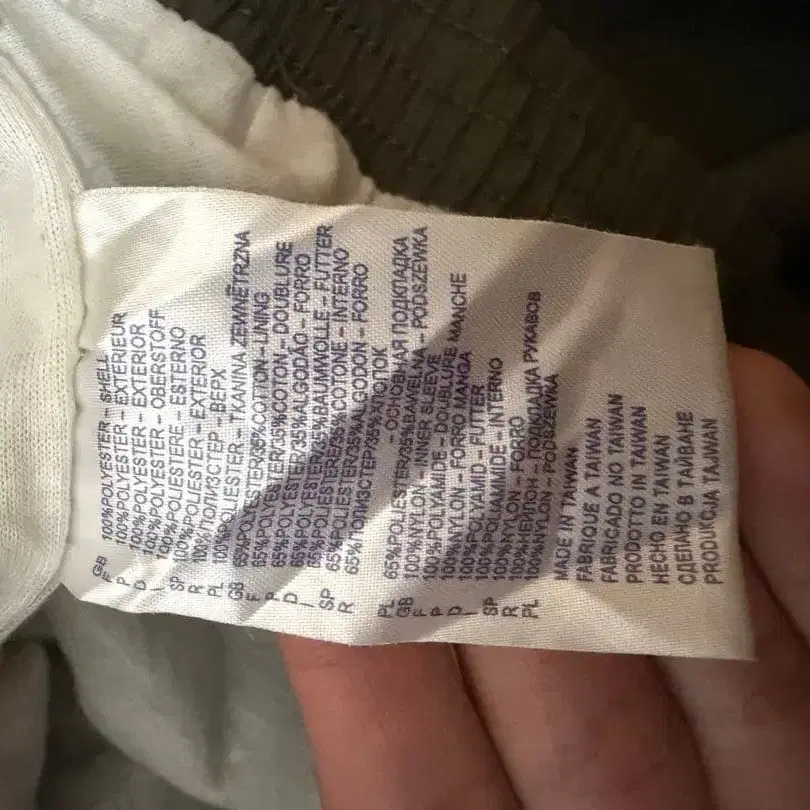 GB 100%POLYESTER - SHELL
F 100%POLYESTER - EXTERIEUR
P 100%POLYESTER - EXTERIOR
D 100%POLYESTER - OBERSTOFF
I 100%POLIESTERE - ESTERNO
SP 100%POLYESTER - EXTERIOR
R 100%ПОЛИЭСТЕР - ВЕРХ
PL 100%POLIESTER - TKANINA ZEWNĘTRZNA
GB 65%POLYESTER/35%COTTON - LINING
F 65%POLYESTER/35%COTON - DOUBLURE
P 65%POLYESTER/35%ALGODÃO - FORRO
D 65%POLYESTER/35%BAUMWOLLE - FUTTER
I 65%POLIESTERE/35%COTONE - INTERNO
SP 65%POLYESTER/35%ALGODON - FORRO
R 65%ПОЛИЭСТЕР/35%ХЛОПОК
- ОСНОВНАЯ ПОДКЛАДКА
PL 65%POLIESTER/35%BAWEŁNA - PODSZEWKA
GB 100%NYLON - INNER SLEEVE
F 100%POLYAMIDE - DOUBLURE MANCHE
P 100%NYLON - FORRO MANGA
D 100%POLYAMID - FUTTER
I 100%POLIAMMIDE - INTERNO
SP 100%NYLON - FORRO
R 100%НЕЙЛОН - ПОДКЛАДКА РУКАВОВ
PL 100%NYLON - PODSZEWKA
MADE IN TAIWAN
FABRIQUE A TAIWAN
FABRICADO NO TAIWAN
PRODOTTO IN TAIWAN
HECHO EN TAIWAN
СДЕЛАНО В ТАЙВАНЕ
PRODUKCJA TAJWAN